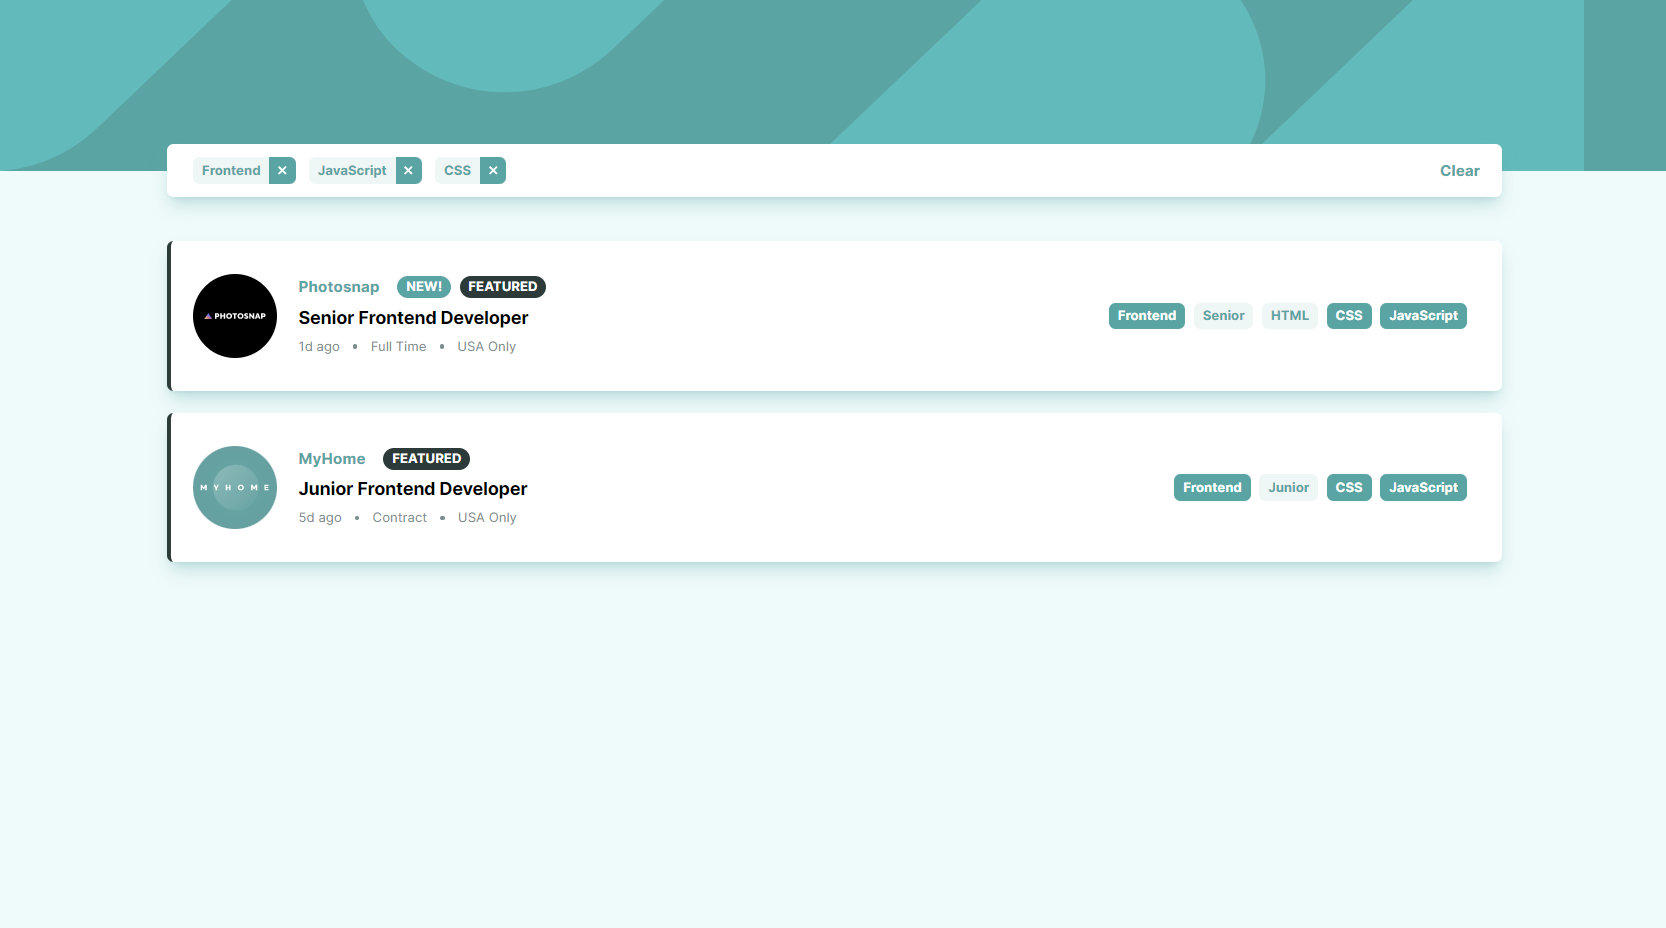 Frontend ✕ JavaScript ✕ CSS ✕ Clear
PHOTOSNAP
Photosnap NEW! FEATURED
Senior Frontend Developer
1d ago • Full Time • USA Only
Frontend Senior HTML CSS JavaScript
MYHOME
MyHome FEATURED
Junior Frontend Developer
5d ago • Contract • USA Only
Frontend Junior CSS JavaScript